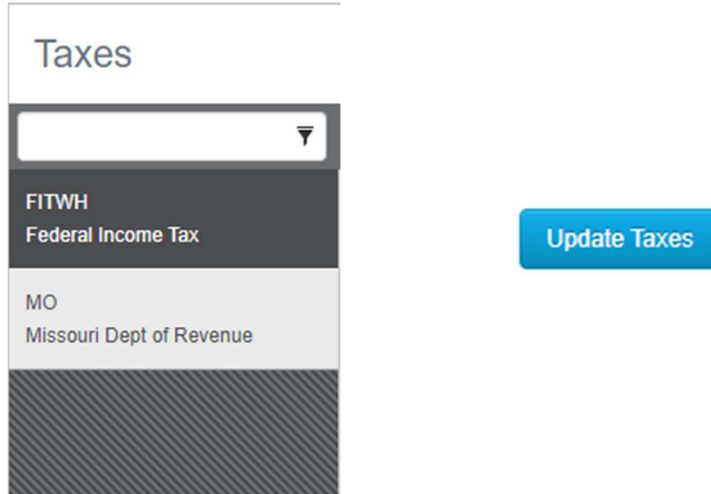 Taxes
FITWH
Federal Income Tax
Update Taxes
MO
Missouri Dept of Revenue